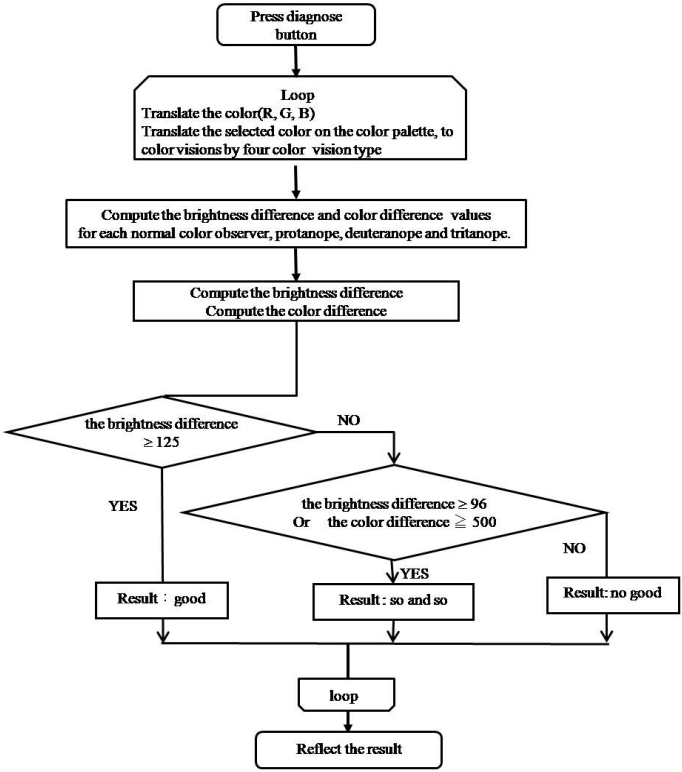 Press diagnose
button
Loop
Translate the color(R, G, B)
Translate the selected color on the color palette, to
color visions by four color vision type
Compute the brightness difference and color difference values
for each normal color observer, protanope, deuteranope and tritanope.
Compute the brightness difference
Compute the color difference
the brightness difference
≥ 125
NO
YES
the brightness difference ≥ 96
Or the color difference ≧ 500
NO
YES
Result : good
Result : so and so
Result: no good
loop
Reflect the result